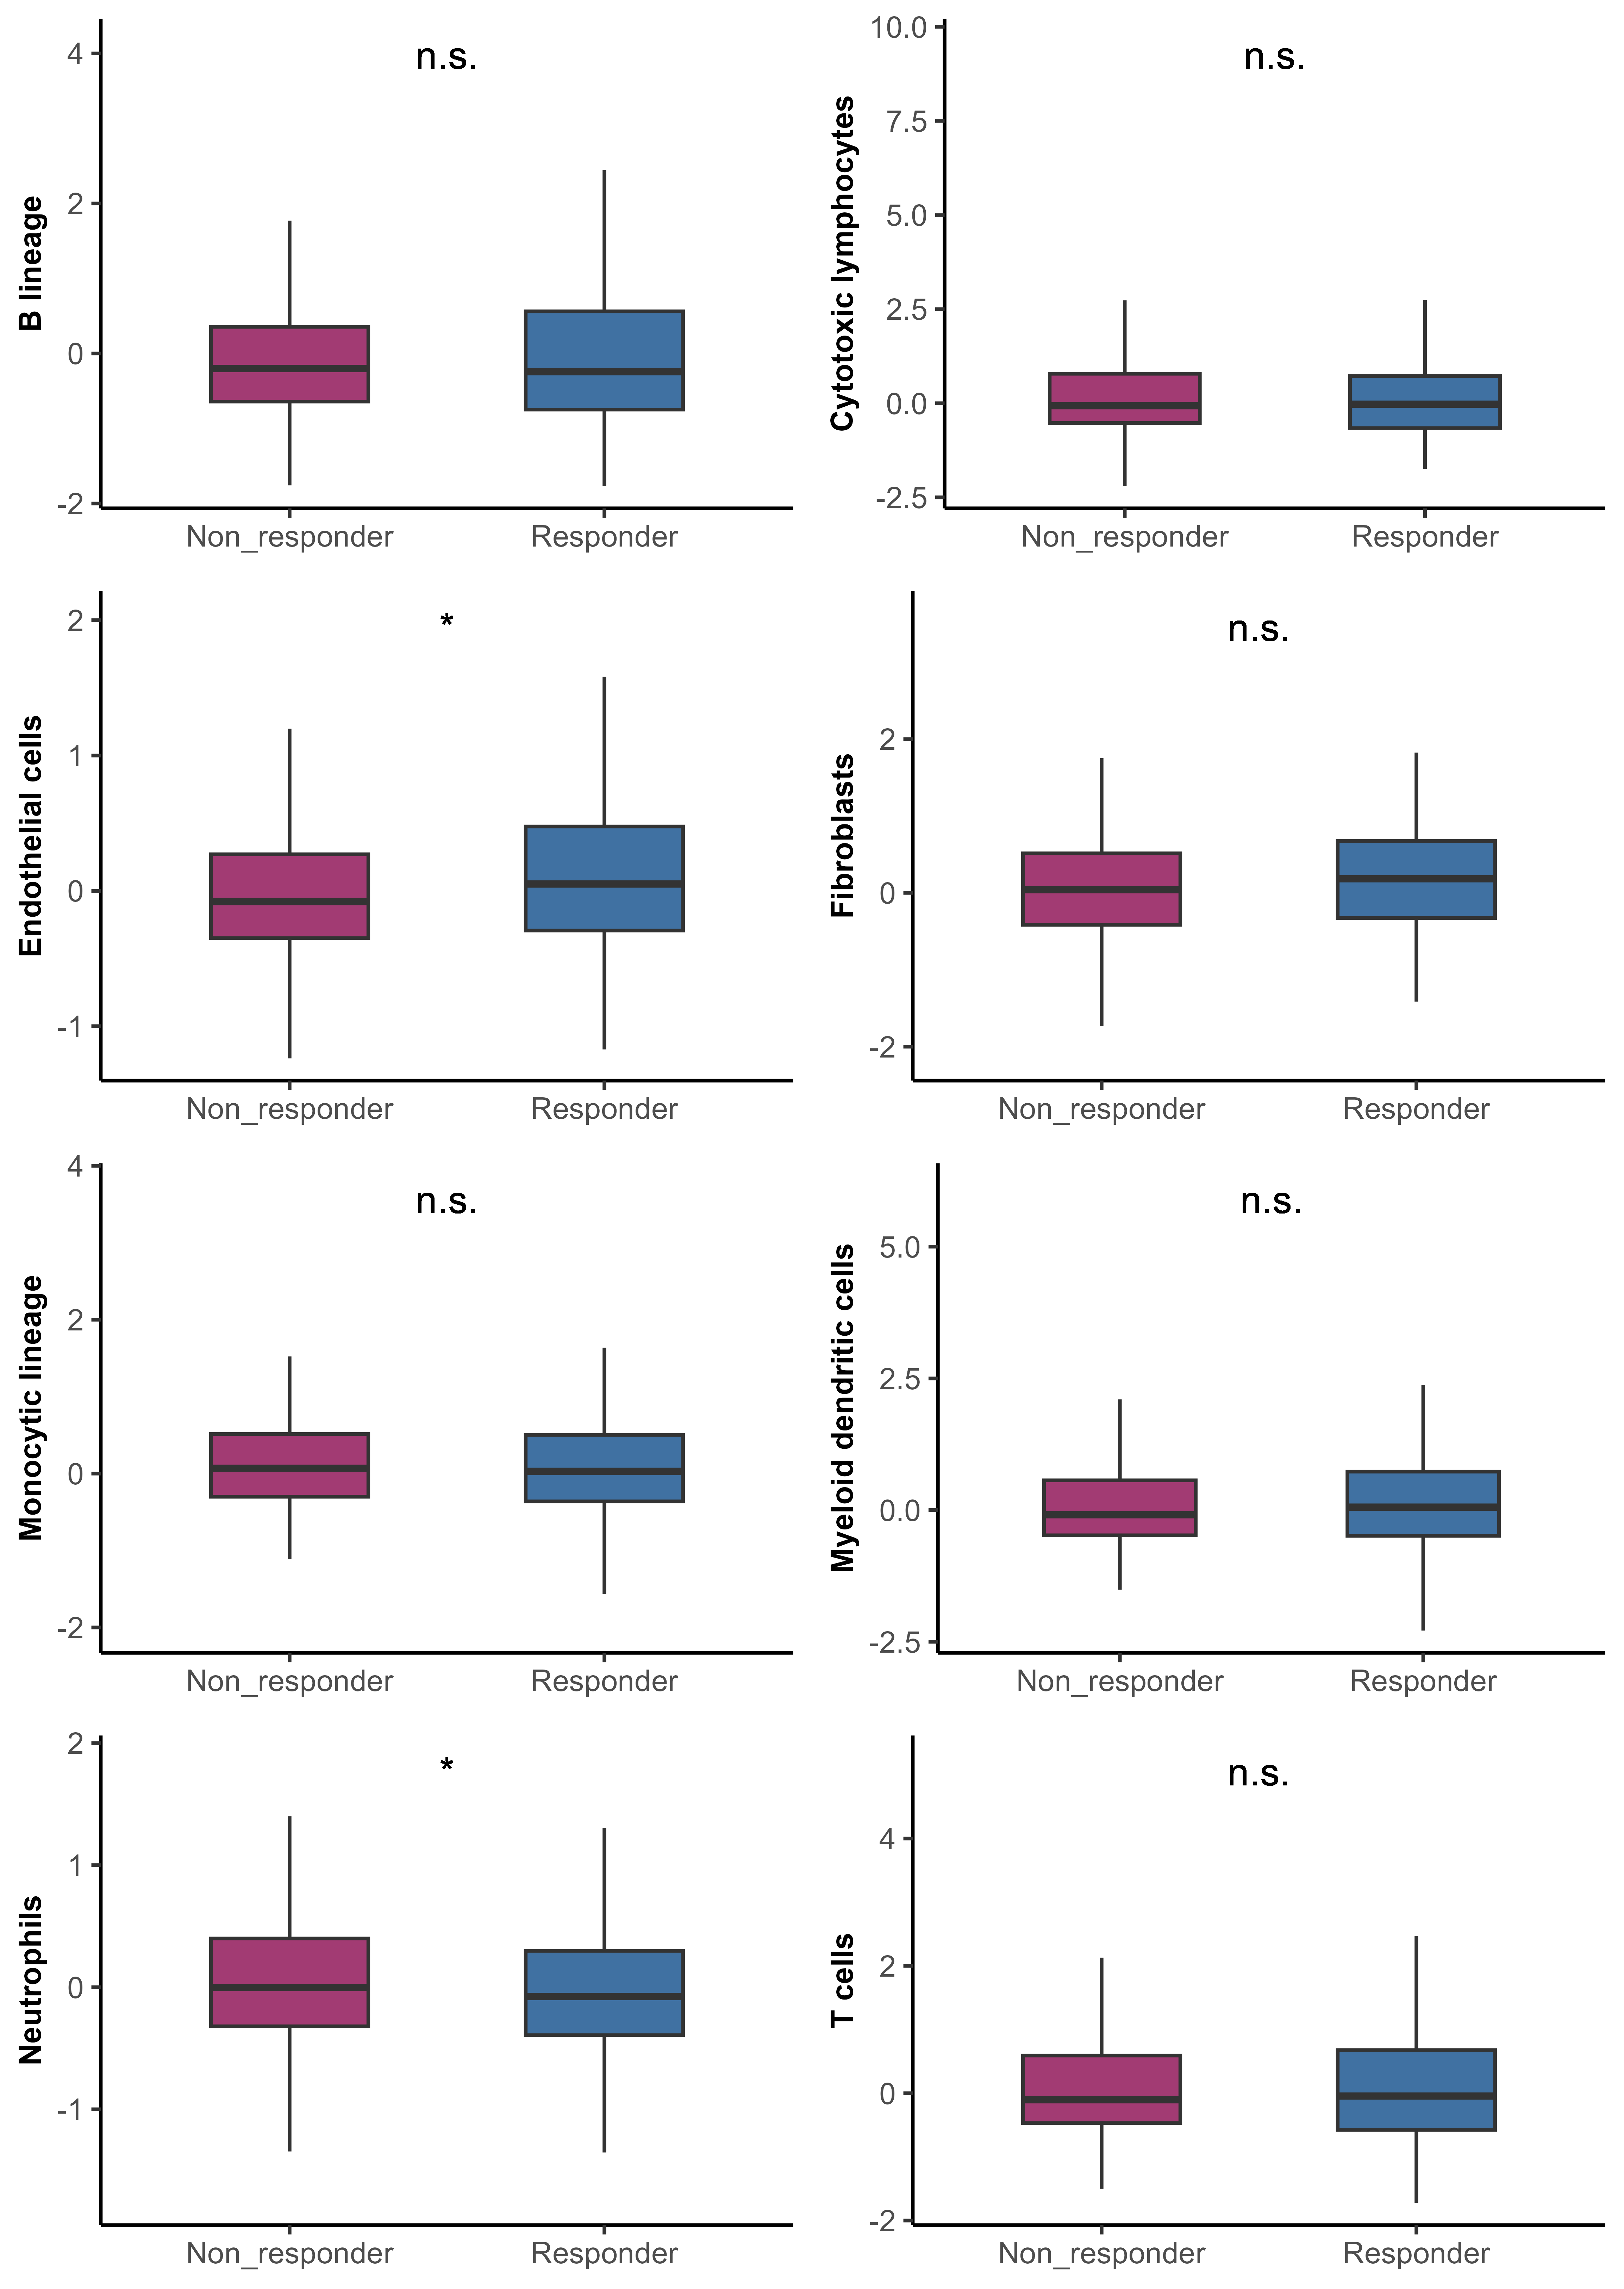 B lineage
4
2
0
-2
n.s.
Non_responder
Responder
Cytotoxic lymphocytes
10.0
7.5
5.0
2.5
0.0
-2.5
n.s.
Non_responder
Responder
Endothelial cells
2
1
0
-1
*
Non_responder
Responder
Fibroblasts
2
0
-2
n.s.
Non_responder
Responder
Monocytic lineage
4
2
0
-2
n.s.
Non_responder
Responder
Myeloid dendritic cells
5.0
2.5
0.0
-2.5
n.s.
Non_responder
Responder
Neutrophils
2
1
0
-1
*
Non_responder
Responder
T cells
4
2
0
-2
n.s.
Non_responder
Responder